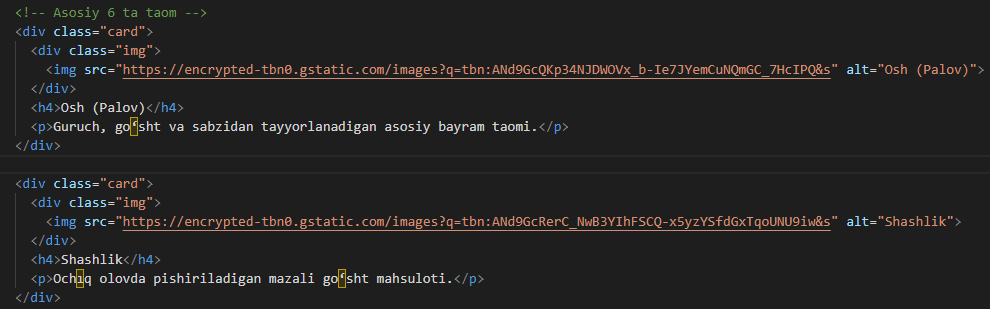 <!-- Asosiy 6 ta taom -->
<div class="card">
<div class="img">
<img src="https://encrypted-tbn0.gstatic.com/images?q=tbn:ANd9GcQKp34NJDWOVx_b-Ie7JYemCuNQmGC_7HcIPQ&s" alt="Osh (Palov)">
</div>
<h4>Osh (Palov)</h4>
<p>Guruch, go‘sht va sabzidan tayyorlanadigan asosiy bayram taomi.</p>
</div>
<div class="card">
<div class="img">
<img src="https://encrypted-tbn0.gstatic.com/images?q=tbn:ANd9GcRerC_NwB3YIhFSCQ-x5yzYSfdGxTqoUNU9iw&s" alt="Shashlik">
</div>
<h4>Shashlik</h4>
<p>Ochıq olovda pishiriladigan mazali go‘sht mahsuloti.</p>
</div>